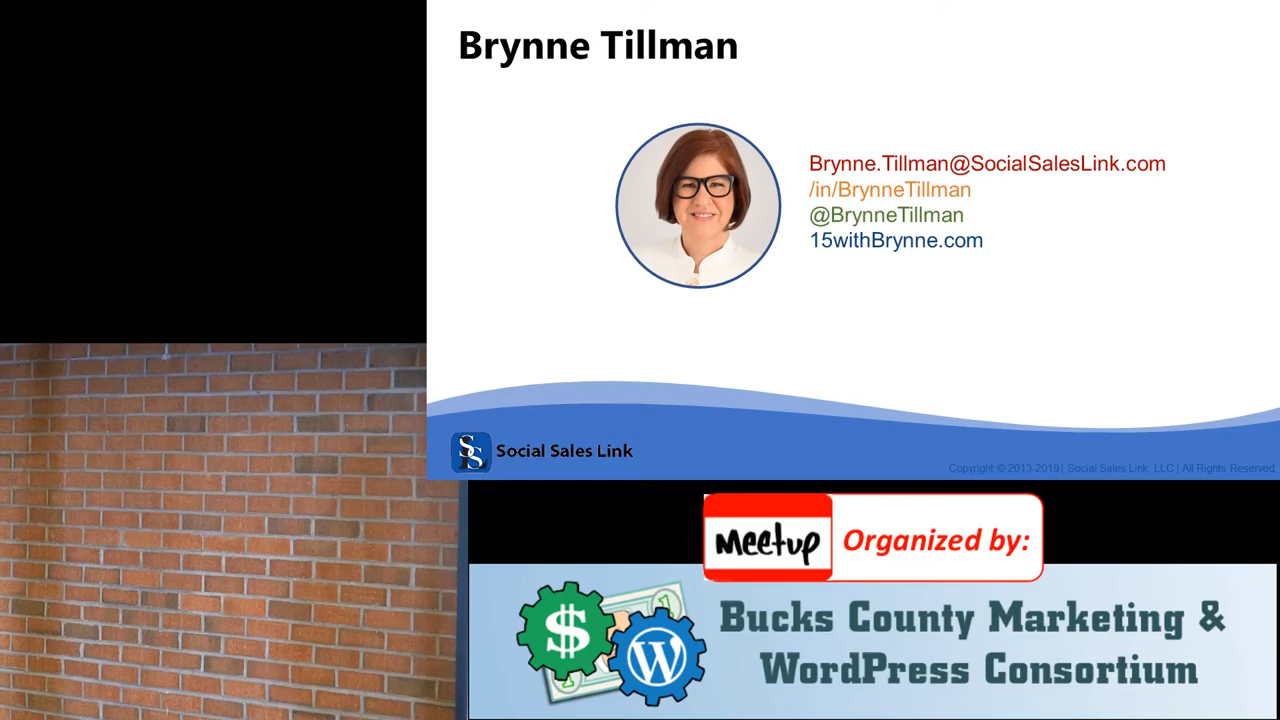 Brynne Tillman
Brynne.Tillman@SocialSalesLink.com
/in/BrynneTillman
@BrynneTillman
15withBrynne.com
Social Sales Link
Copyright © 2013-2019 | Social Sales Link, LLC | All Rights Reserved
Meetup
Organized by:
Bucks County Marketing &
WordPress Consortium